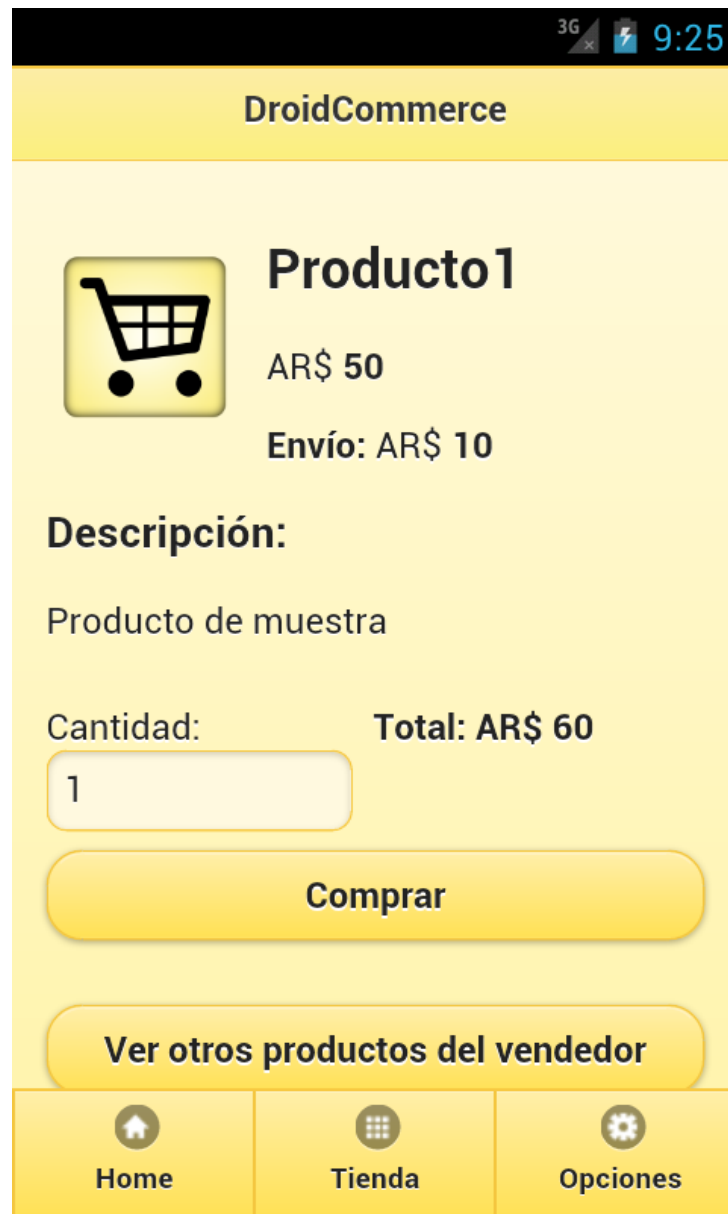 3G 9:25
DroidCommerce
Producto1
AR$ 50
Envío: AR$ 10
Descripción:
Producto de muestra
Cantidad: Total: AR$ 60
1
Comprar
Ver otros productos del vendedor
Home Tienda Opciones